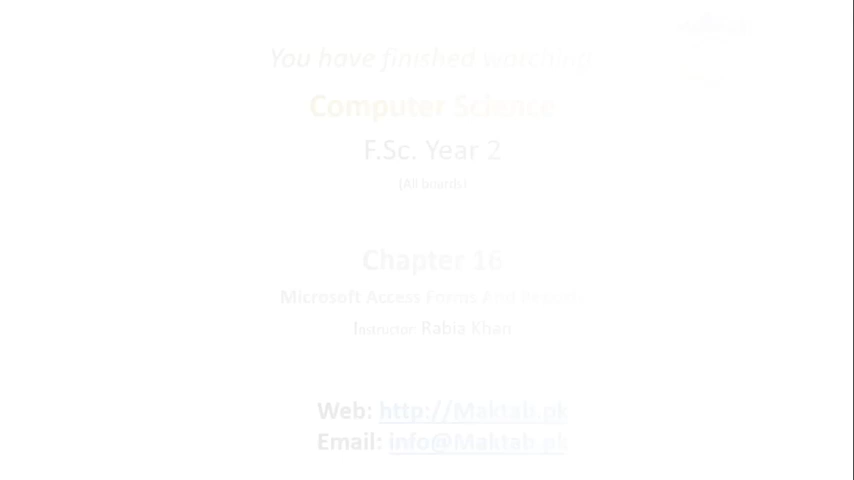 You have finished watching
Computer Science
F.Sc. Year 2
(All boards)
Chapter 16
Microsoft Access Forms And Reports
Instructor: Rabia Khan
Web: http://Maktab.pk
Email: info@Maktab.pk